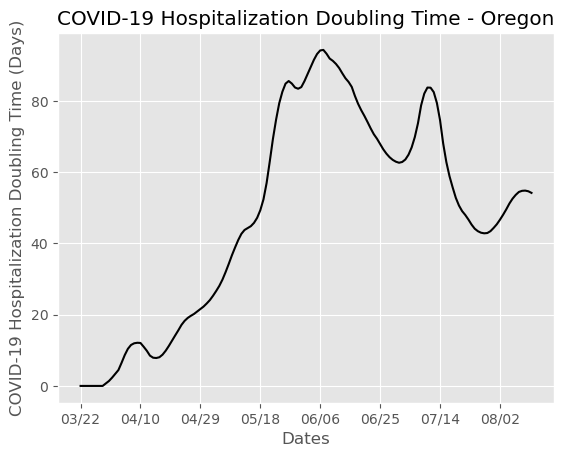 COVID-19 Hospitalization Doubling Time - Oregon
COVID-19 Hospitalization Doubling Time (Days)
80
60
40
20
0
03/22 04/10 04/29 05/18 06/06 06/25 07/14 08/02
Dates